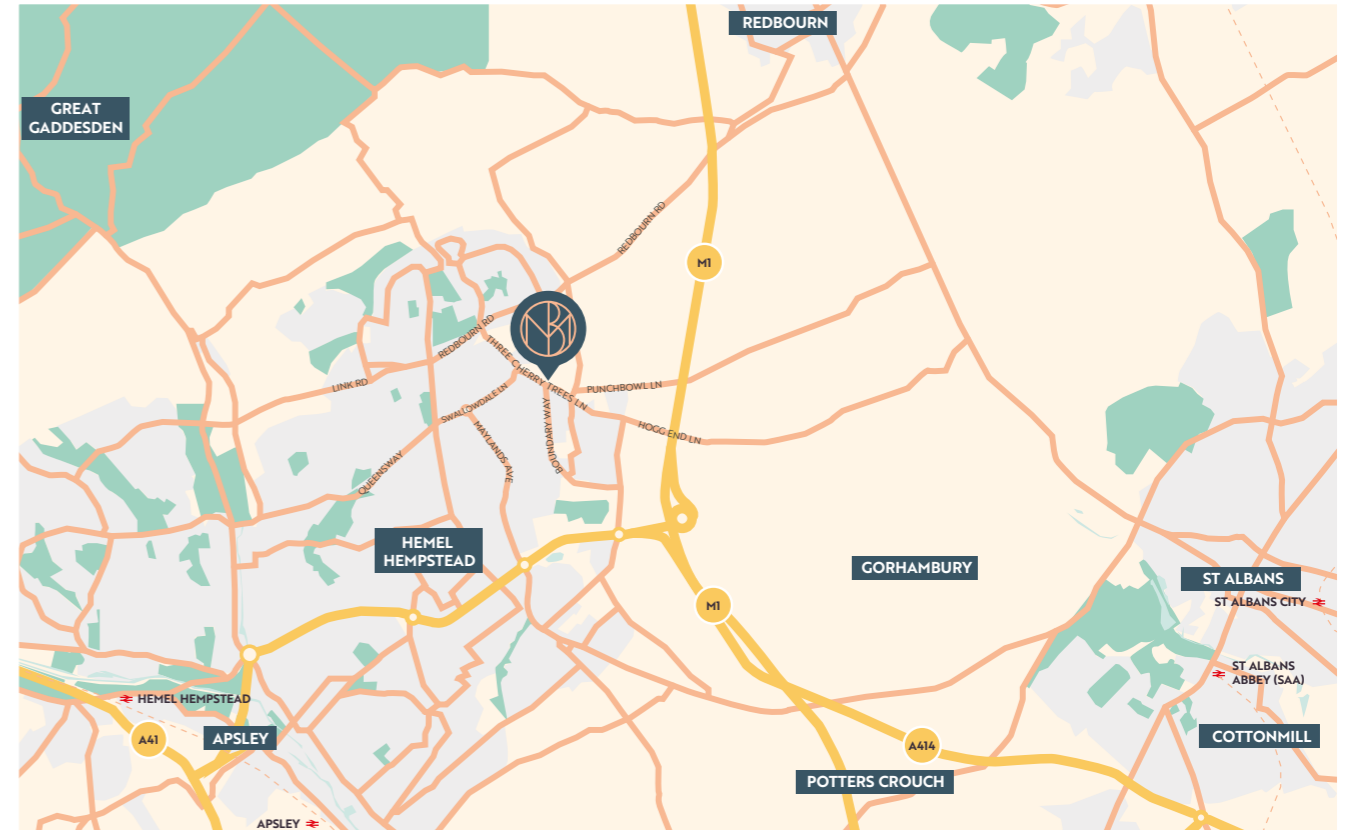 REDBOURN
GREAT
GADDESDEN
REDBOURN RD
M1
REDBOURN RD
THREE CHERRY TREES LN
LINK RD
PUNCHBOWL LN
SWALLOWDALE LN
BOUNDARY WAY
MAYLANDS AVE
HOGG END LN
QUEENSWAY
HEMEL
HEMPSTEAD
GORHAMBURY
ST ALBANS
ST ALBANS CITY
M1
ST ALBANS
ABBEY (SAA)
HEMEL HEMPSTEAD
APSLEY
A41
COTTONMILL
A414
POTTERS CROUCH
APSLEY